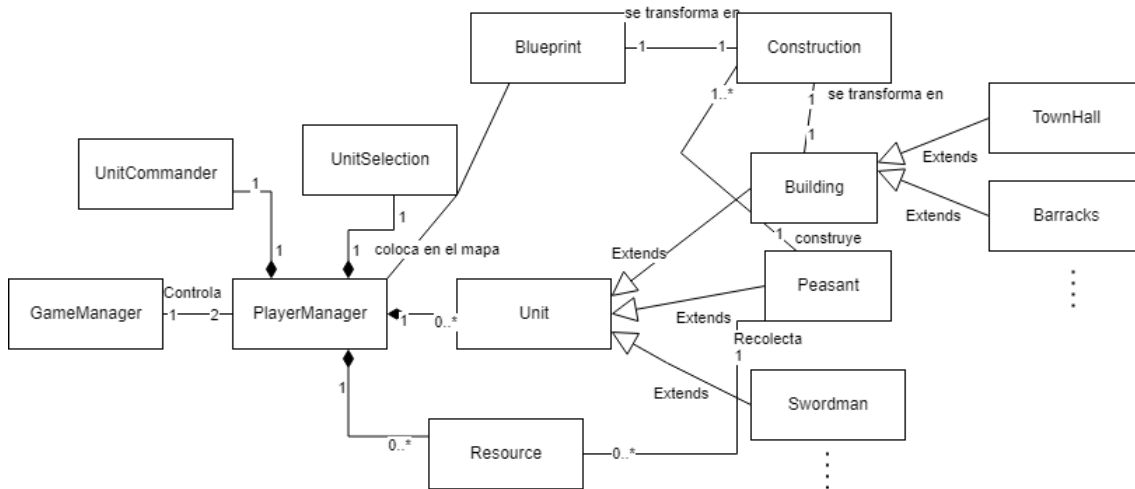 se transforma en
Blueprint
1
1
Construction
1..*
1
se transforma en
TownHall
UnitSelection
1
Extends
UnitCommander
1
Building
Barracks
1
Extends
1
construye
coloca en el mapa
1
1
Extends
Controla
Peasant
GameManager
1
2
PlayerManager
1
0..*
Unit
Extends
Recolecta
1
1
Extends
Swordman
0..*
Resource
0..*